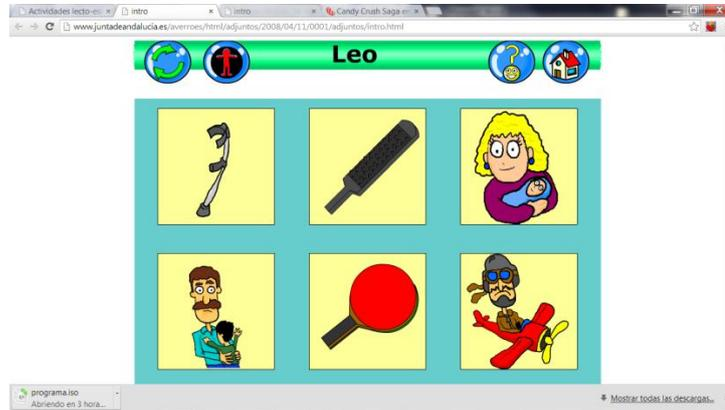 Actividades lecto-es
intro
intro
Candy Crush Saga en
www.juntadeandalucia.es/averroes/html/adjuntos/2008/04/11/0001/adjuntos/intro.html
Leo
?
programa.iso
Abriendo en 3 hora...
Mostrar todas las descargas...